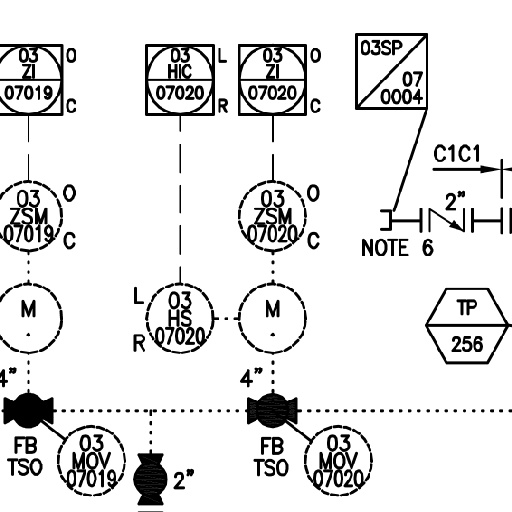 03
ZI
07019
O
C
03
HIC
07020
L
R
03
ZI
07020
O
C
03SP
07
0004
C1C1
2"
NOTE 6
03
ZSM
07019
O
C
03
ZSM
07020
O
C
M
L
R
03
HS
07020
M
TP
256
4"
4"
FB
TSO
03
MOV
07019
2"
FB
TSO
03
MOV
07020